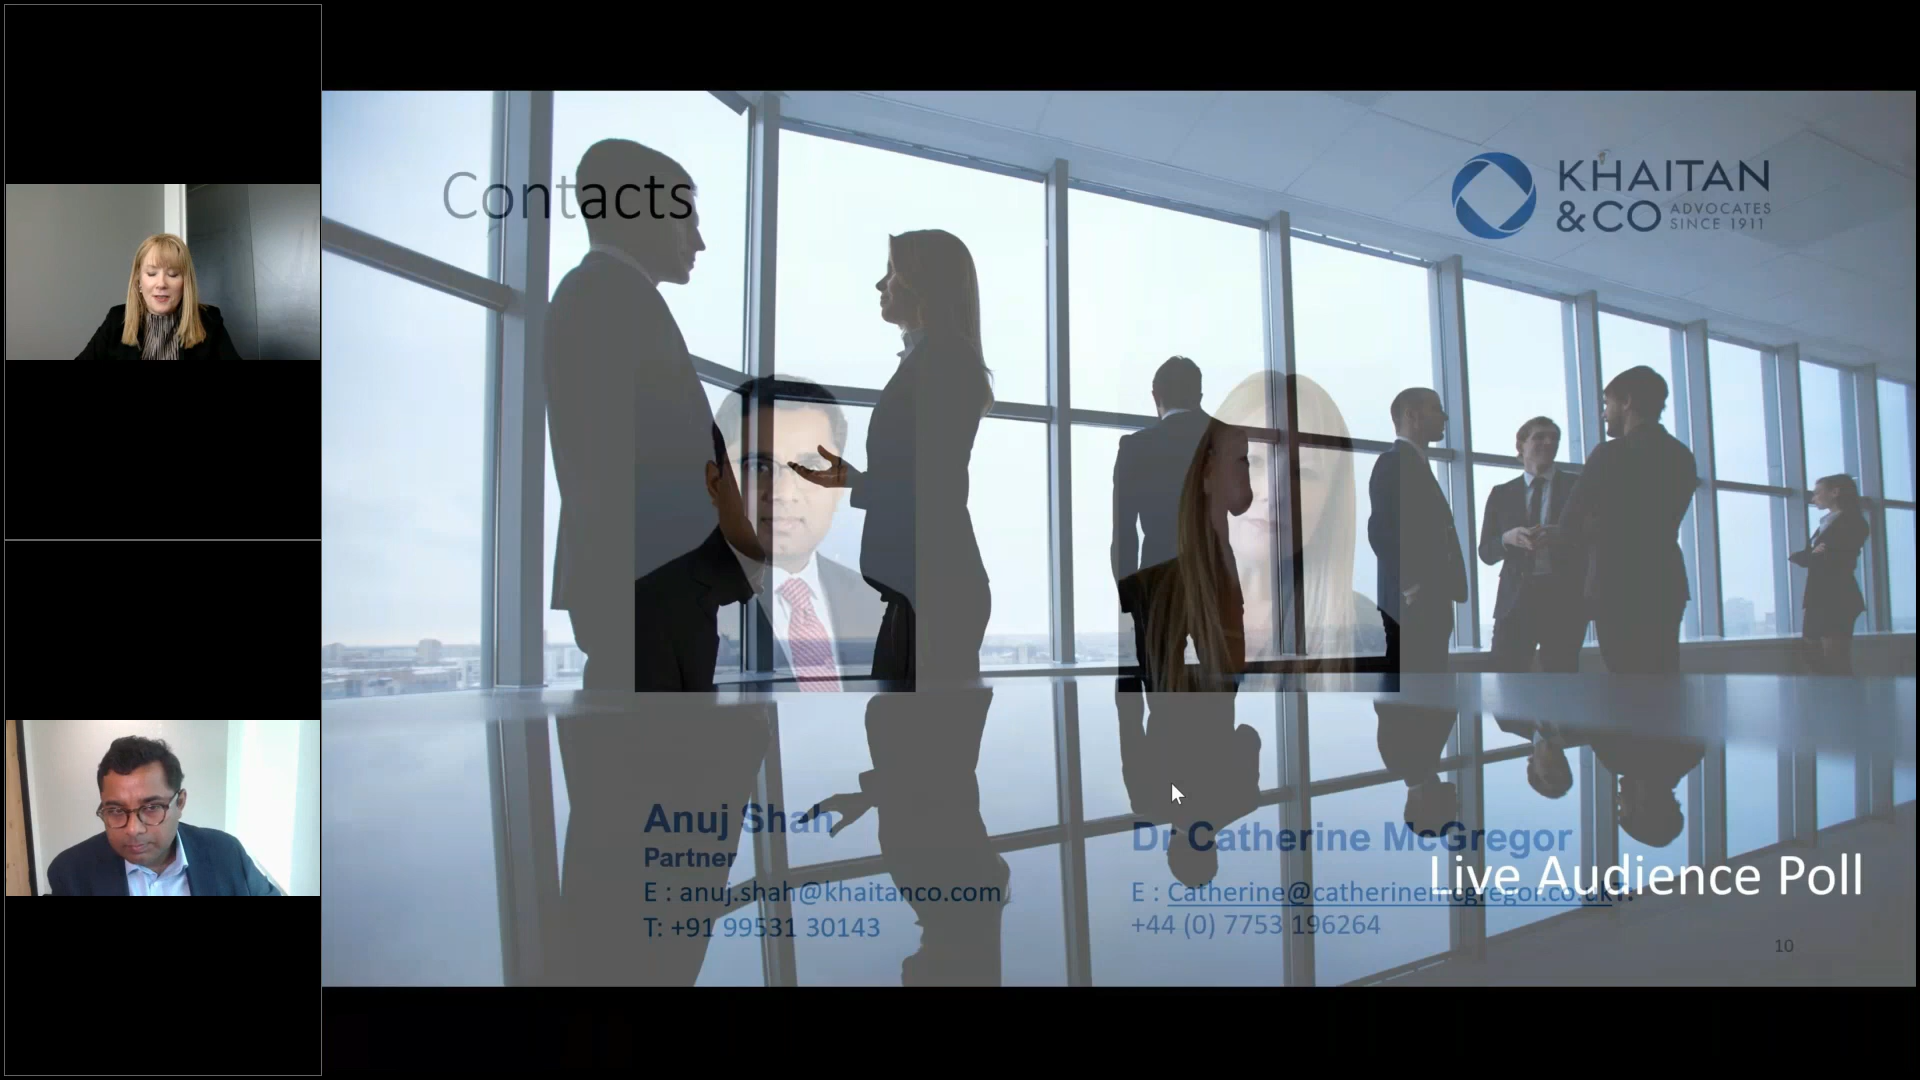 Contacts
KHAITAN
&CO ADVOCATES
SINCE 1911
Anuj Shah
Partner
E : anuj.shah@khaitanco.com
T: +91 99531 30143
Dr Catherine McGregor
E : Catherine@catherinemcgregor.co.ukT:
+44 (0) 7753 196264
Live Audience Poll
10